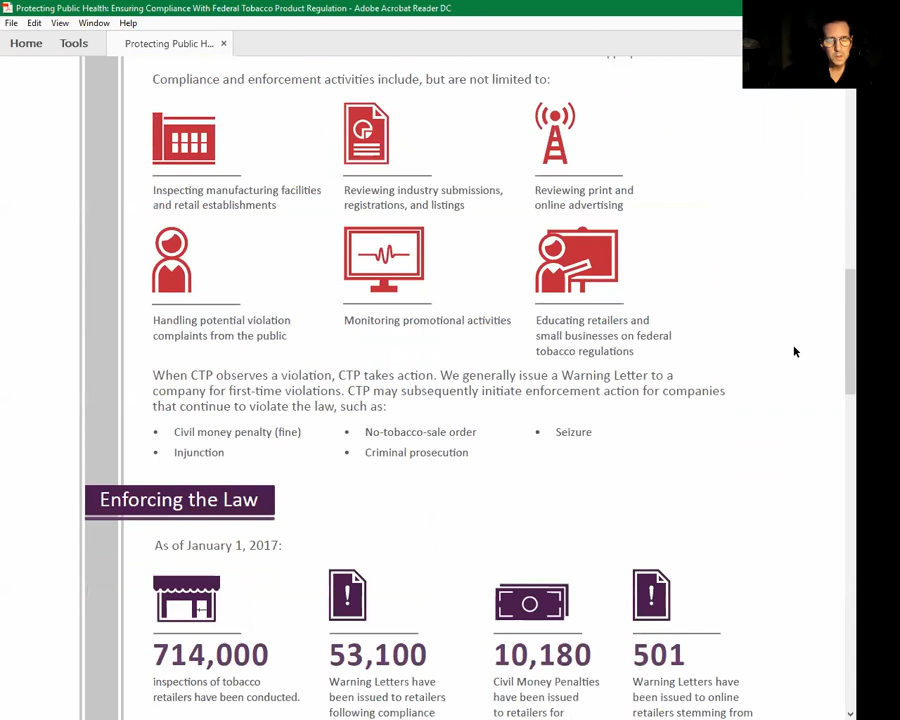 Protecting Public Health: Ensuring Compliance With Federal Tobacco Product Regulation - Adobe Acrobat Reader DC
File Edit View Window Help
Home Tools Protecting Public H... ×
Compliance and enforcement activities include, but are not limited to:
Inspecting manufacturing facilities
and retail establishments
Reviewing industry submissions,
registrations, and listings
Reviewing print and
online advertising
Handling potential violation
complaints from the public
Monitoring promotional activities
Educating retailers and
small businesses on federal
tobacco regulations
When CTP observes a violation, CTP takes action. We generally issue a Warning Letter to a
company for first-time violations. CTP may subsequently initiate enforcement action for companies
that continue to violate the law, such as:
• Civil money penalty (fine)
• No-tobacco-sale order
• Seizure
• Injunction
• Criminal prosecution
Enforcing the Law
As of January 1, 2017:
714,000
inspections of tobacco
retailers have been conducted.
53,100
Warning Letters have
been issued to retailers
following compliance
10,180
Civil Money Penalties
have been issued
to retailers for
501
Warning Letters have
been issued to online
retailers stemming from